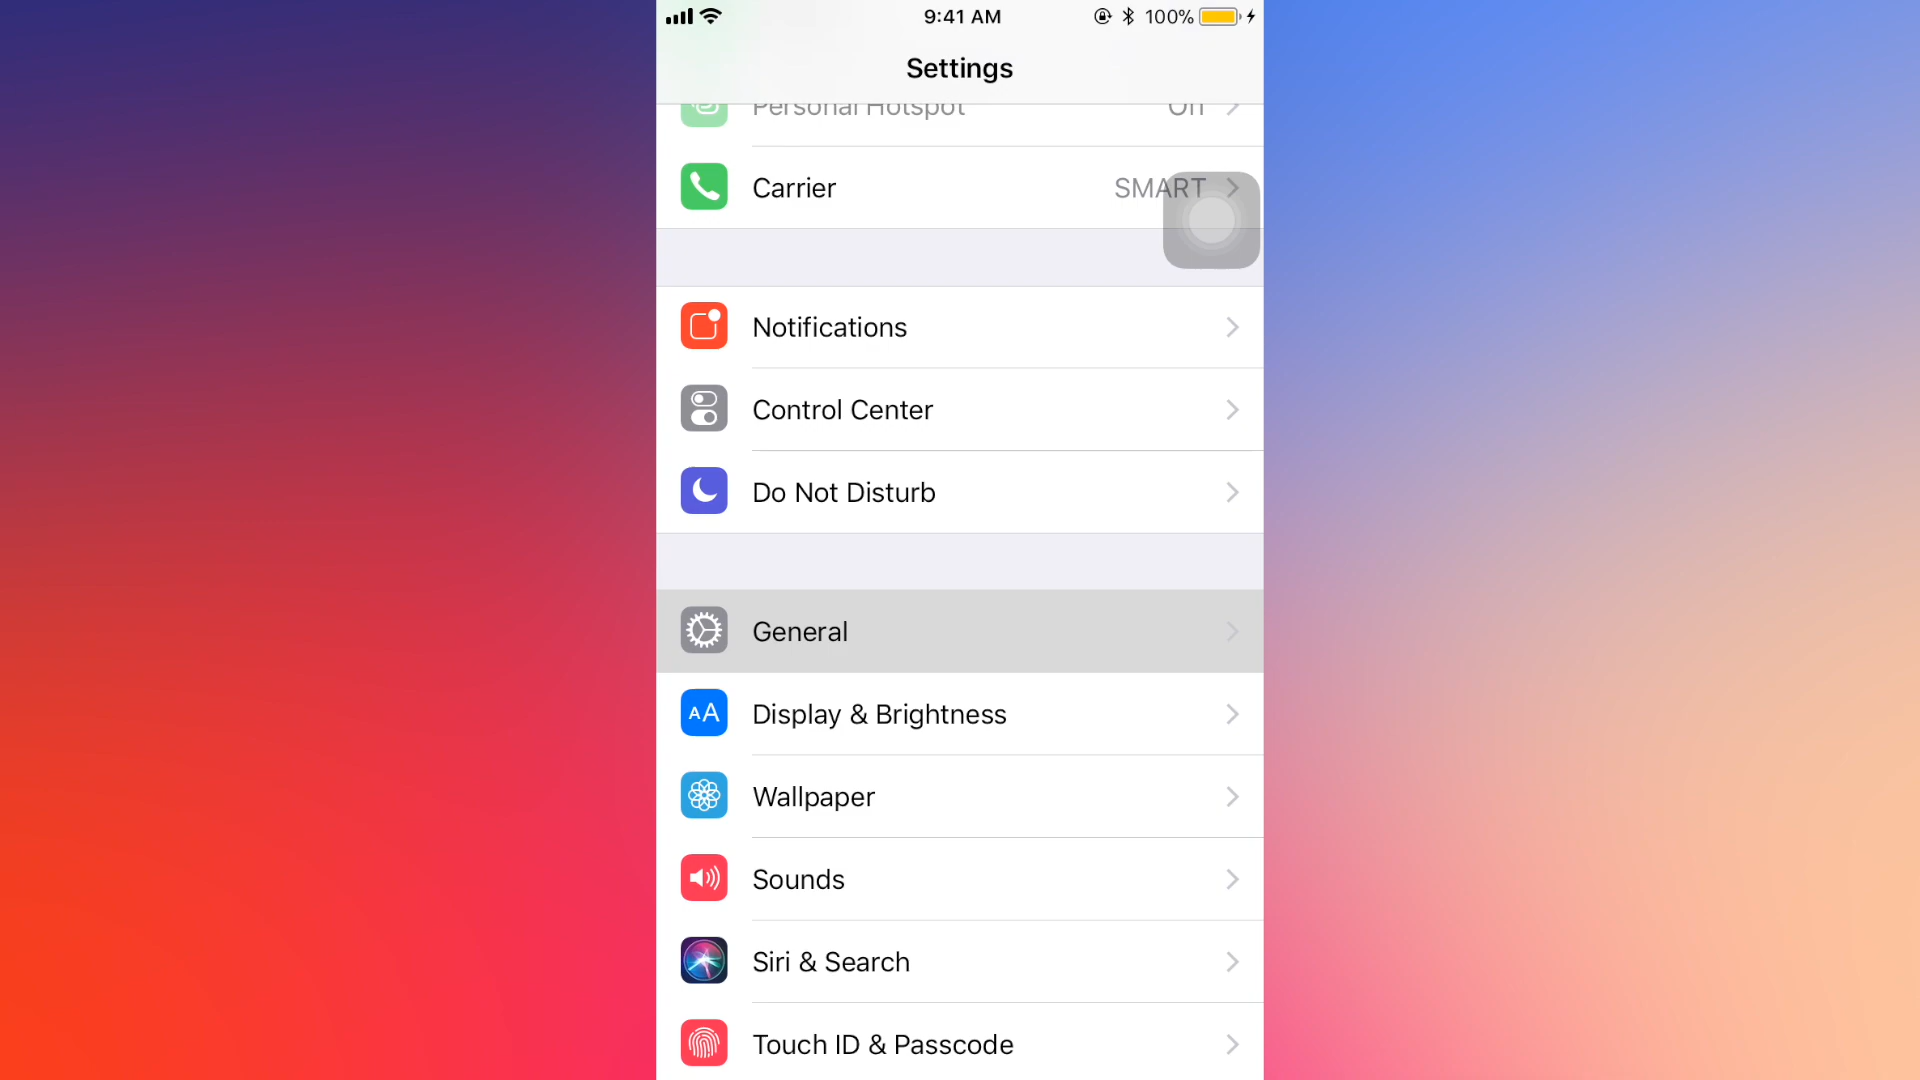 9:41 AM 100%
Settings
Personal Hotspot Off
Carrier SMART
Notifications
Control Center
Do Not Disturb
General
AA Display & Brightness
Wallpaper
Sounds
Siri & Search
Touch ID & Passcode